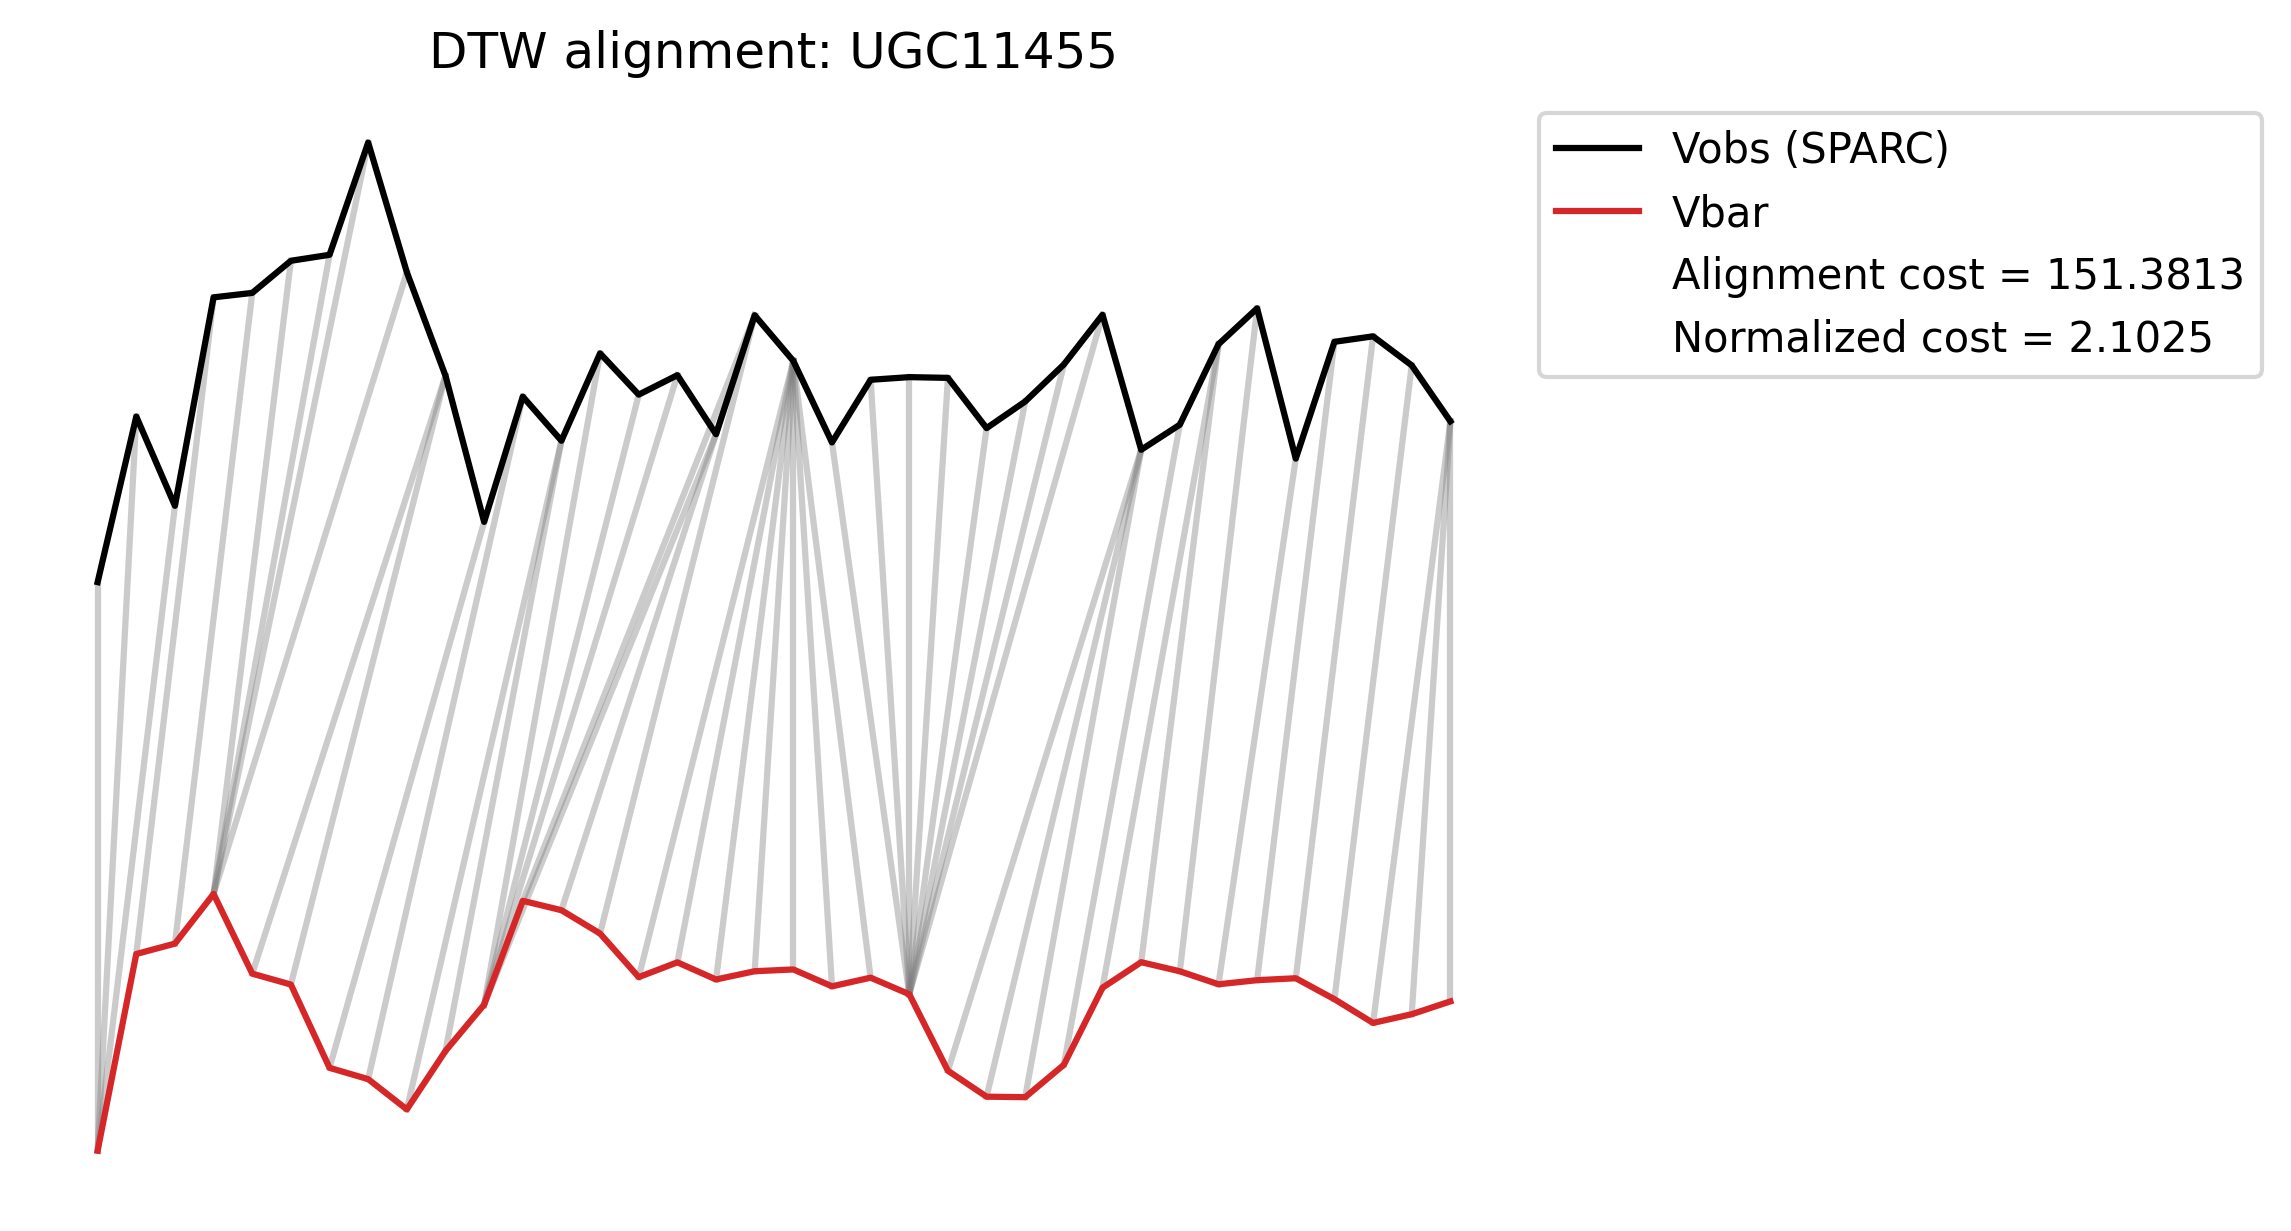 DTW alignment: UGC11455
Vobs (SPARC)
Vbar
Alignment cost = 151.3813
Normalized cost = 2.1025